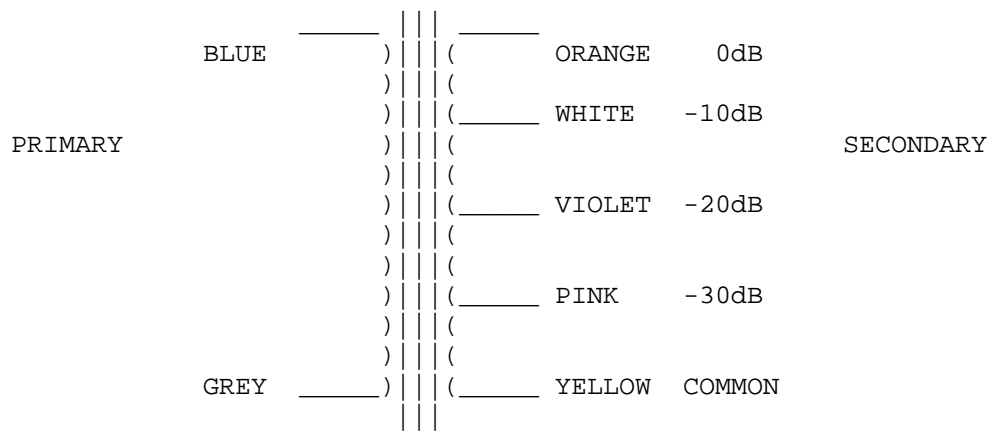 BLUE ORANGE 0dB
WHITE -10dB
PRIMARY SECONDARY
VIOLET -20dB
PINK -30dB
GREY YELLOW COMMON